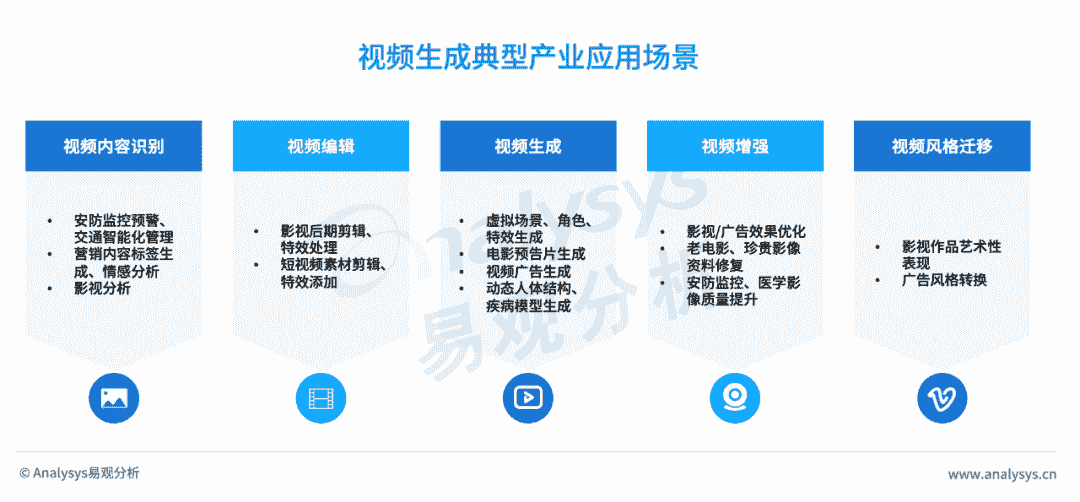 视频生成典型产业应用场景
视频内容识别
• 安防监控预警、
交通智能化管理
• 营销内容标签生
成、情感分析
• 影视分析
视频编辑
• 影视后期剪辑、
特效处理
• 短视频素材剪辑、
特效添加
视频生成
• 虚拟场景、角色、
特效生成
• 电影预告片生成
• 视频广告生成
• 动态人体结构、
疾病模型生成
视频增强
• 影视/广告效果优化
• 老电影、珍贵影像
资料修复
• 安防监控、医学影
像质量提升
视频风格迁移
• 影视作品艺术性
表现
• 广告风格转换
Analysys
易观分析
© Analysys易观分析
www.analysys.cn